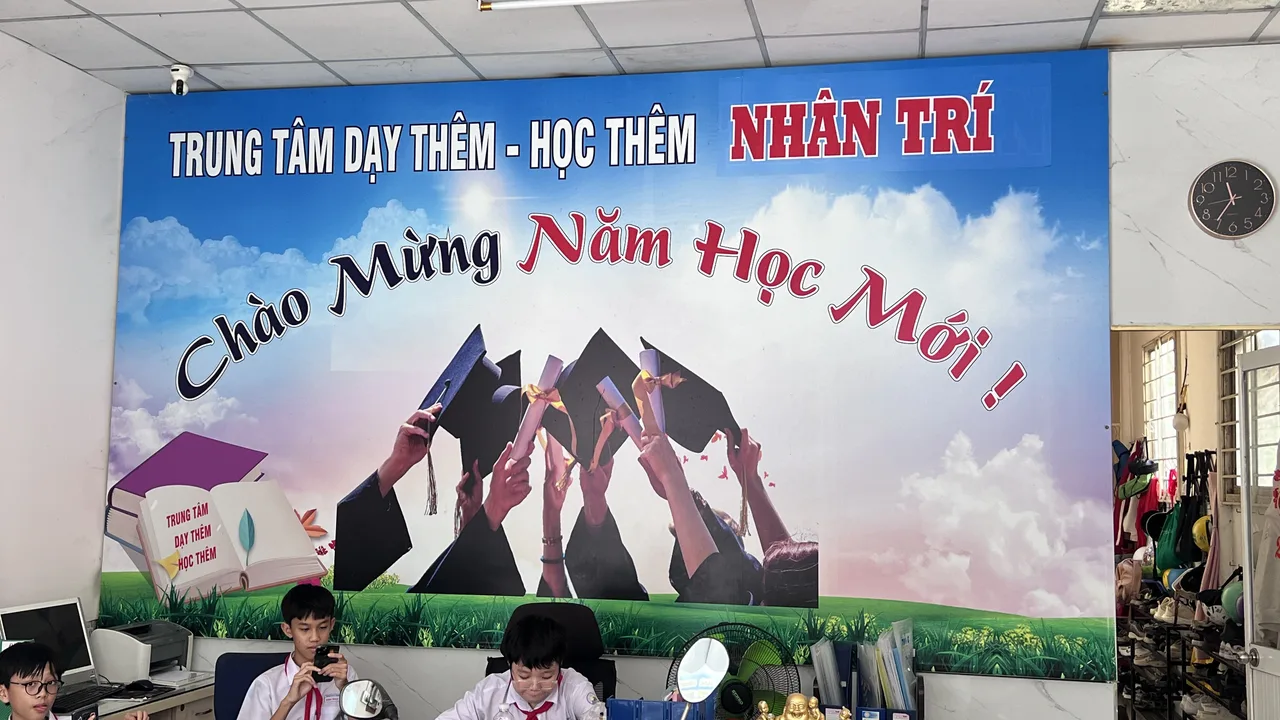 TRUNG TÂM DẠY THÊM - HỌC THÊM NHÂN TRÍ
Chào Mừng Năm Học Mới !
TRUNG TÂM
DẠY THÊM
HỌC THÊM